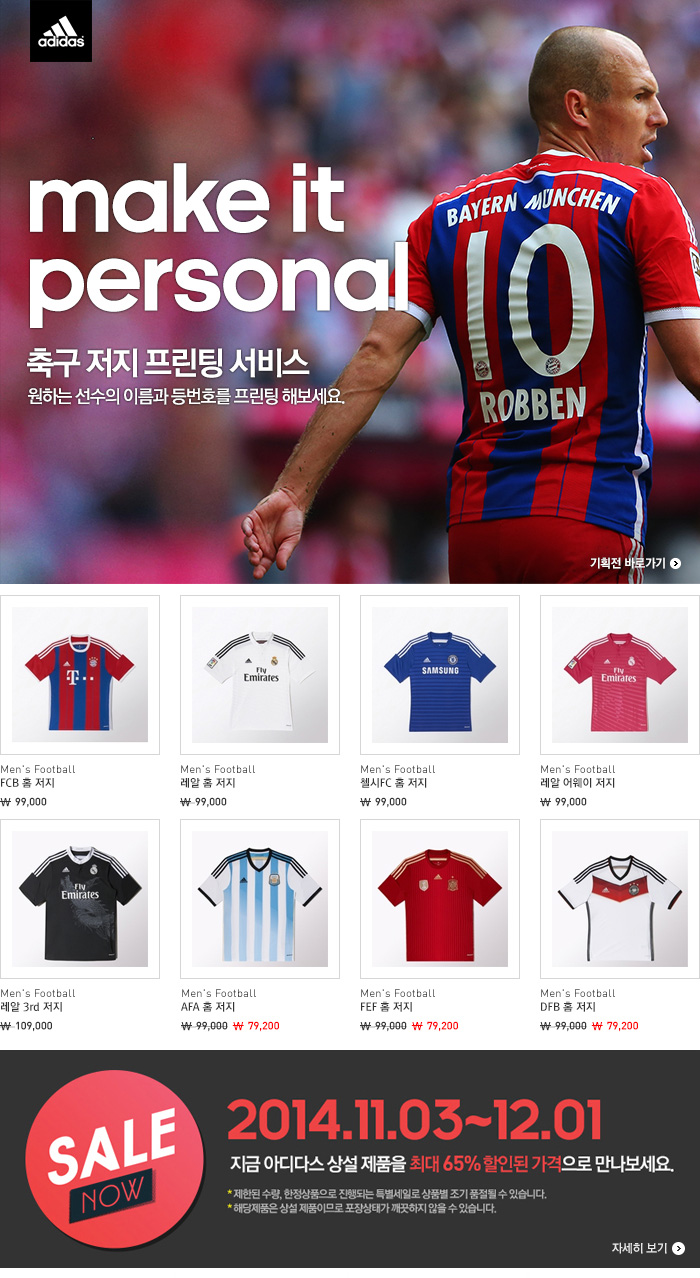 adidas
make it
personal
축구 저지 프린팅 서비스
원하는 선수의 이름과 등번호를 프린팅 해보세요.
BAYERN MÜNCHEN
10
ROBBEN
기획전 바로가기
T
Men's Football
FCB 홈 저지
₩ 99,000
Fly
Emirates
Men's Football
레알 홈 저지
₩ 99,000
SAMSUNG
Men's Football
첼시FC 홈 저지
₩ 99,000
Fly
Emirates
Men's Football
레알 어웨이 저지
₩ 99,000
Fly
Emirates
Men's Football
레알 3rd 저지
₩ 109,000
Men's Football
AFA 홈 저지
₩ 99,000 ₩ 79,200
Men's Football
FEF 홈 저지
₩ 99,000 ₩ 79,200
Men's Football
DFB 홈 저지
₩ 99,000 ₩ 79,200
SALE
NOW
2014.11.03~12.01
지금 아디다스 상설 제품을 최대 65% 할인된 가격으로 만나보세요.
* 제한된 수량, 한정상품으로 진행되는 특별세일로 상품별 조기 품절될 수 있습니다.
* 해당제품은 상설 제품이므로 포장상태가 깨끗하지 않을 수 있습니다.
자세히 보기